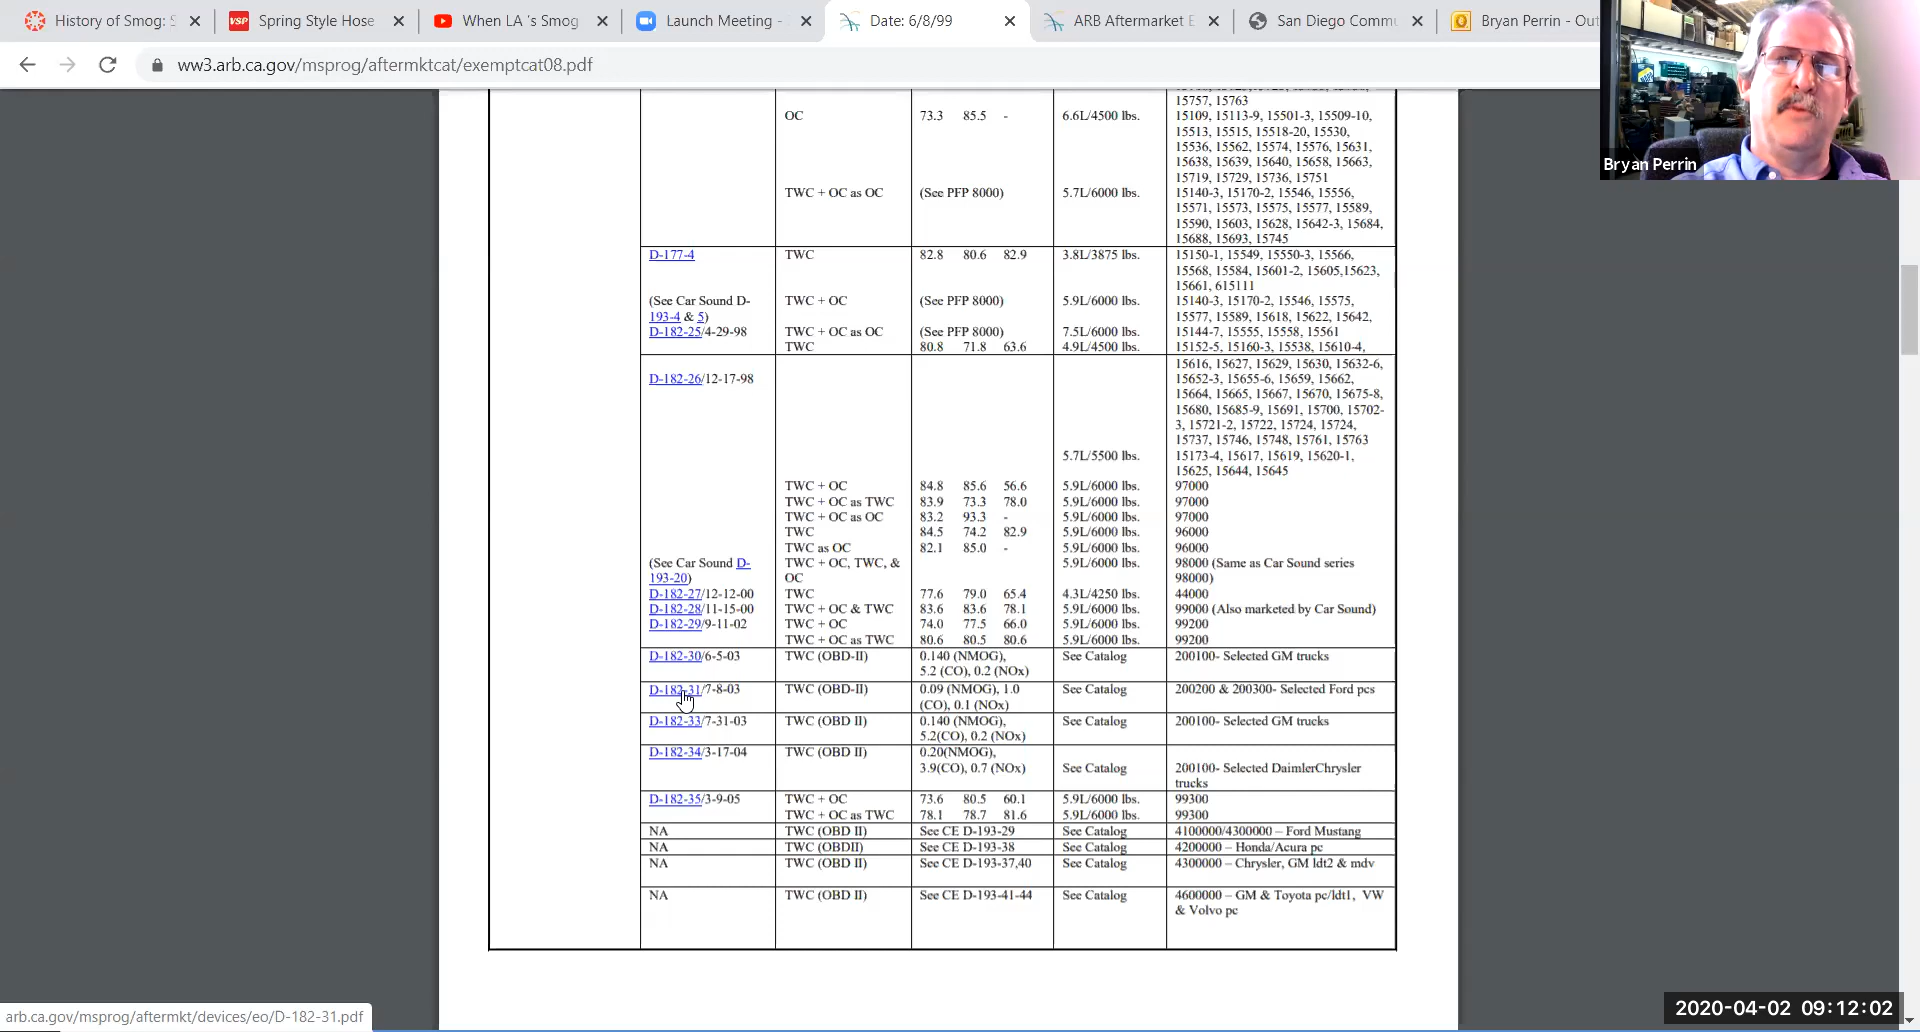 History of Smog: S
Spring Style Hose
When LA 's Smog
Launch Meeting -
Date: 6/8/99
ARB Aftermarket E
San Diego Commu
Bryan Perrin - Out
ww3.arb.ca.gov/msprog/aftermktcat/exemptcat08.pdf
Bryan Perrin
15757, 15763
OC 73.3 85.5 - 6.6L/4500 lbs. 15109, 15113-9, 15501-3, 15509-10,
15513, 15515, 15518-20, 15530,
15536, 15562, 15574, 15576, 15631,
15638, 15639, 15640, 15658, 15663,
15719, 15729, 15736, 15751
TWC + OC as OC (See PFP 8000) 5.7L/6000 lbs. 15140-3, 15170-2, 15546, 15556,
15571, 15573, 15575, 15577, 15589,
15590, 15603, 15628, 15642-3, 15684,
15688, 15693, 15745
D-177-4 TWC 82.8 80.6 82.9 3.8L/3875 lbs. 15150-1, 15549, 15550-3, 15566,
15568, 15584, 15601-2, 15605,15623,
15661, 615111
(See Car Sound D- TWC + OC (See PFP 8000) 5.9L/6000 lbs. 15140-3, 15170-2, 15546, 15575,
193-4 & 5) 15577, 15589, 15618, 15622, 15642,
D-182-25/4-29-98 TWC + OC as OC (See PFP 8000) 7.5L/6000 lbs. 15144-7, 15555, 15558, 15561
TWC 80.8 71.8 63.6 4.9L/4500 lbs. 15152-5, 15160-3, 15538, 15610-4,
15616, 15627, 15629, 15630, 15632-6,
D-182-26/12-17-98 15652-3, 15655-6, 15659, 15662,
15664, 15665, 15667, 15670, 15675-8,
15680, 15685-9, 15691, 15700, 15702-
3, 15721-2, 15722, 15724, 15724,
15737, 15746, 15748, 15761, 15763
5.7L/5500 lbs. 15173-4, 15617, 15619, 15620-1,
15625, 15644, 15645
TWC + OC 84.8 85.6 56.6 5.9L/6000 lbs. 97000
TWC + OC as TWC 83.9 73.3 78.0 5.9L/6000 lbs. 97000
TWC + OC as OC 83.2 93.3 - 5.9L/6000 lbs. 97000
TWC 84.5 74.2 82.9 5.9L/6000 lbs. 96000
TWC as OC 82.1 85.0 - 5.9L/6000 lbs. 96000
(See Car Sound D- TWC + OC, TWC, & 5.9L/6000 lbs. 98000 (Same as Car Sound series
193-20) OC 98000)
D-182-27/12-12-00 TWC 77.6 79.0 65.4 4.3L/4250 lbs. 44000
D-182-28/11-15-00 TWC + OC & TWC 83.6 83.6 78.1 5.9L/6000 lbs. 99000 (Also marketed by Car Sound)
D-182-29/9-11-02 TWC + OC 74.0 77.5 66.0 5.9L/6000 lbs. 99200
TWC + OC as TWC 80.6 80.5 80.6 5.9L/6000 lbs. 99200
D-182-30/6-5-03 TWC (OBD-II) 0.140 (NMOG), See Catalog 200100- Selected GM trucks
5.2 (CO), 0.2 (NOx)
D-182-31/7-8-03 TWC (OBD-II) 0.09 (NMOG), 1.0 See Catalog 200200 & 200300- Selected Ford pcs
(CO), 0.1 (NOx)
D-182-33/7-31-03 TWC (OBD II) 0.140 (NMOG), See Catalog 200100- Selected GM trucks
5.2(CO), 0.2 (NOx)
D-182-34/3-17-04 TWC (OBD II) 0.20(NMOG),
3.9(CO), 0.7 (NOx) See Catalog 200100- Selected DaimlerChrysler
trucks
D-182-35/3-9-05 TWC + OC 73.6 80.5 60.1 5.9L/6000 lbs. 99300
TWC + OC as TWC 78.1 78.7 81.6 5.9L/6000 lbs. 99300
NA TWC (OBD II) See CE D-193-29 See Catalog 4100000/4300000 – Ford Mustang
NA TWC (OBDII) See CE D-193-38 See Catalog 4200000 – Honda/Acura pc
NA TWC (OBD II) See CE D-193-37,40 See Catalog 4300000 – Chrysler, GM ldt2 & mdv
NA TWC (OBD II) See CE D-193-41-44 See Catalog 4600000 – GM & Toyota pc/ldt1, VW
& Volvo pc
arb.ca.gov/msprog/aftermkt/devices/eo/D-182-31.pdf
2020-04-02 09:12:02